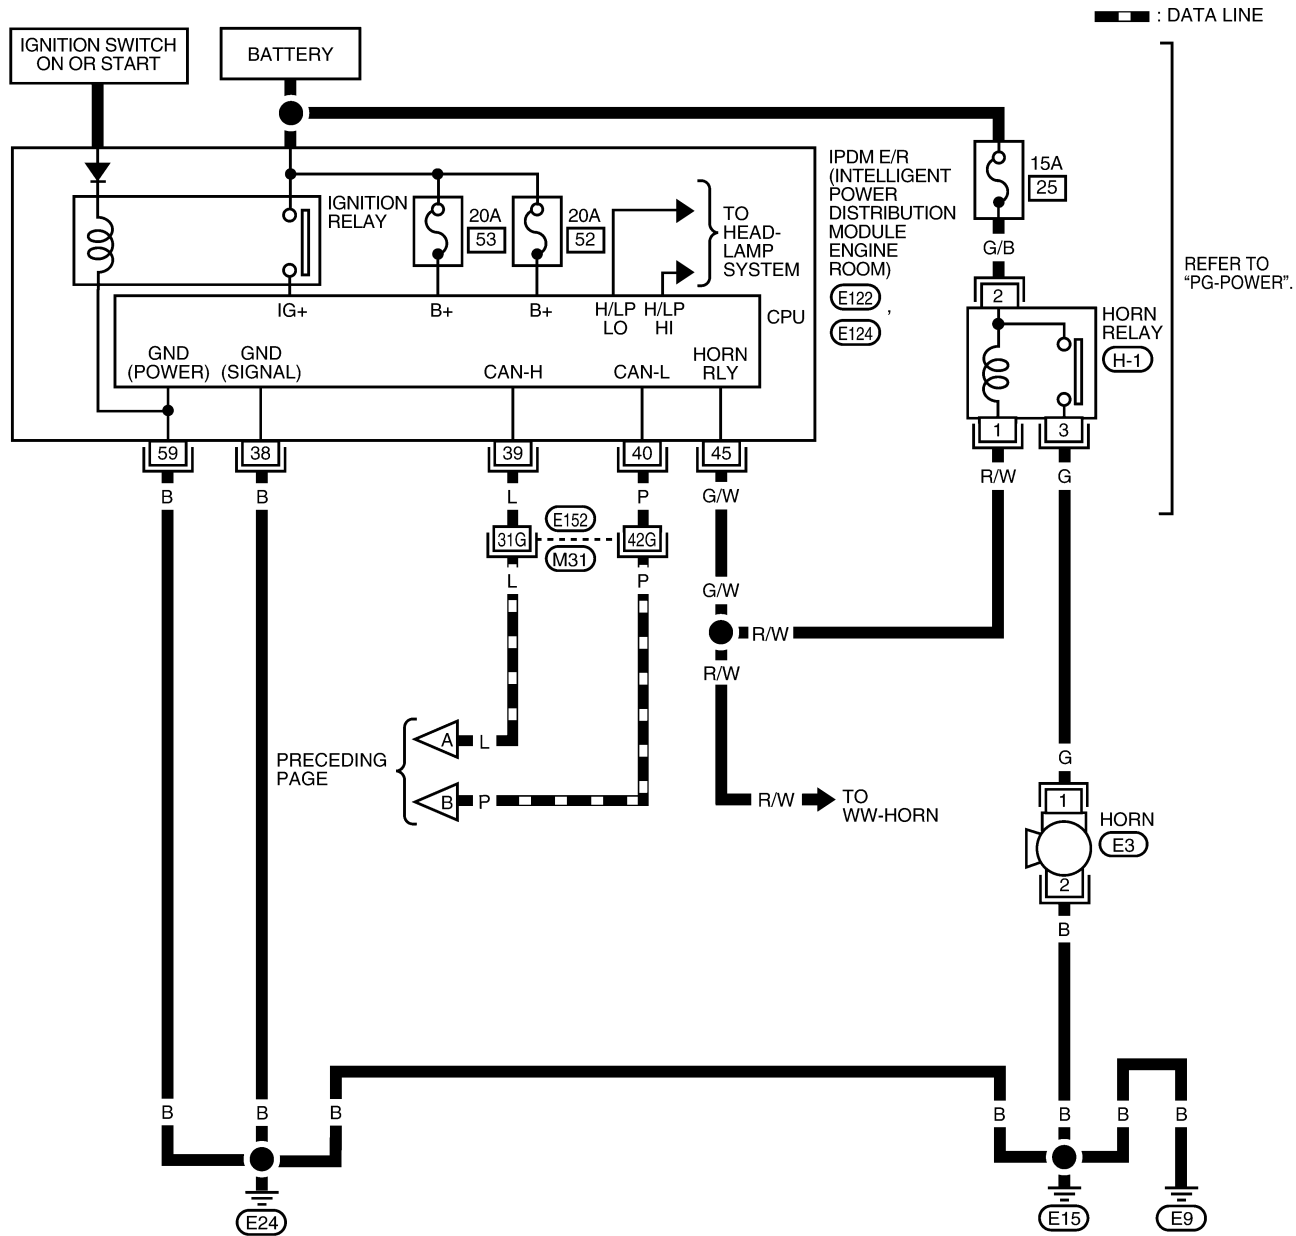 : DATA LINE
IGNITION SWITCH
ON OR START
BATTERY
REFER TO
“PG-POWER”.
IPDM E/R
(INTELLIGENT
POWER
DISTRIBUTION
MODULE
ENGINE
ROOM)
E122 ,
E124
15A
25
G/B
2
HORN
RELAY
H-1
1
3
R/W
G
IGNITION
RELAY
20A
53
20A
52
TO
HEAD-
LAMP
SYSTEM
IG+
B+
B+
H/LP
LO
H/LP
HI
CPU
GND
(POWER)
GND
(SIGNAL)
CAN-H
CAN-L
HORN
RLY
59
38
39
40
45
B
B
L
P
G/W
31G
E152
M31
42G
L
P
G/W
R/W
R/W
PRECEDING
PAGE
A
L
B
P
R/W
TO
WW-HORN
G
1
HORN
E3
2
B
B
B
B
B
B
B
B
E24
E15
E9